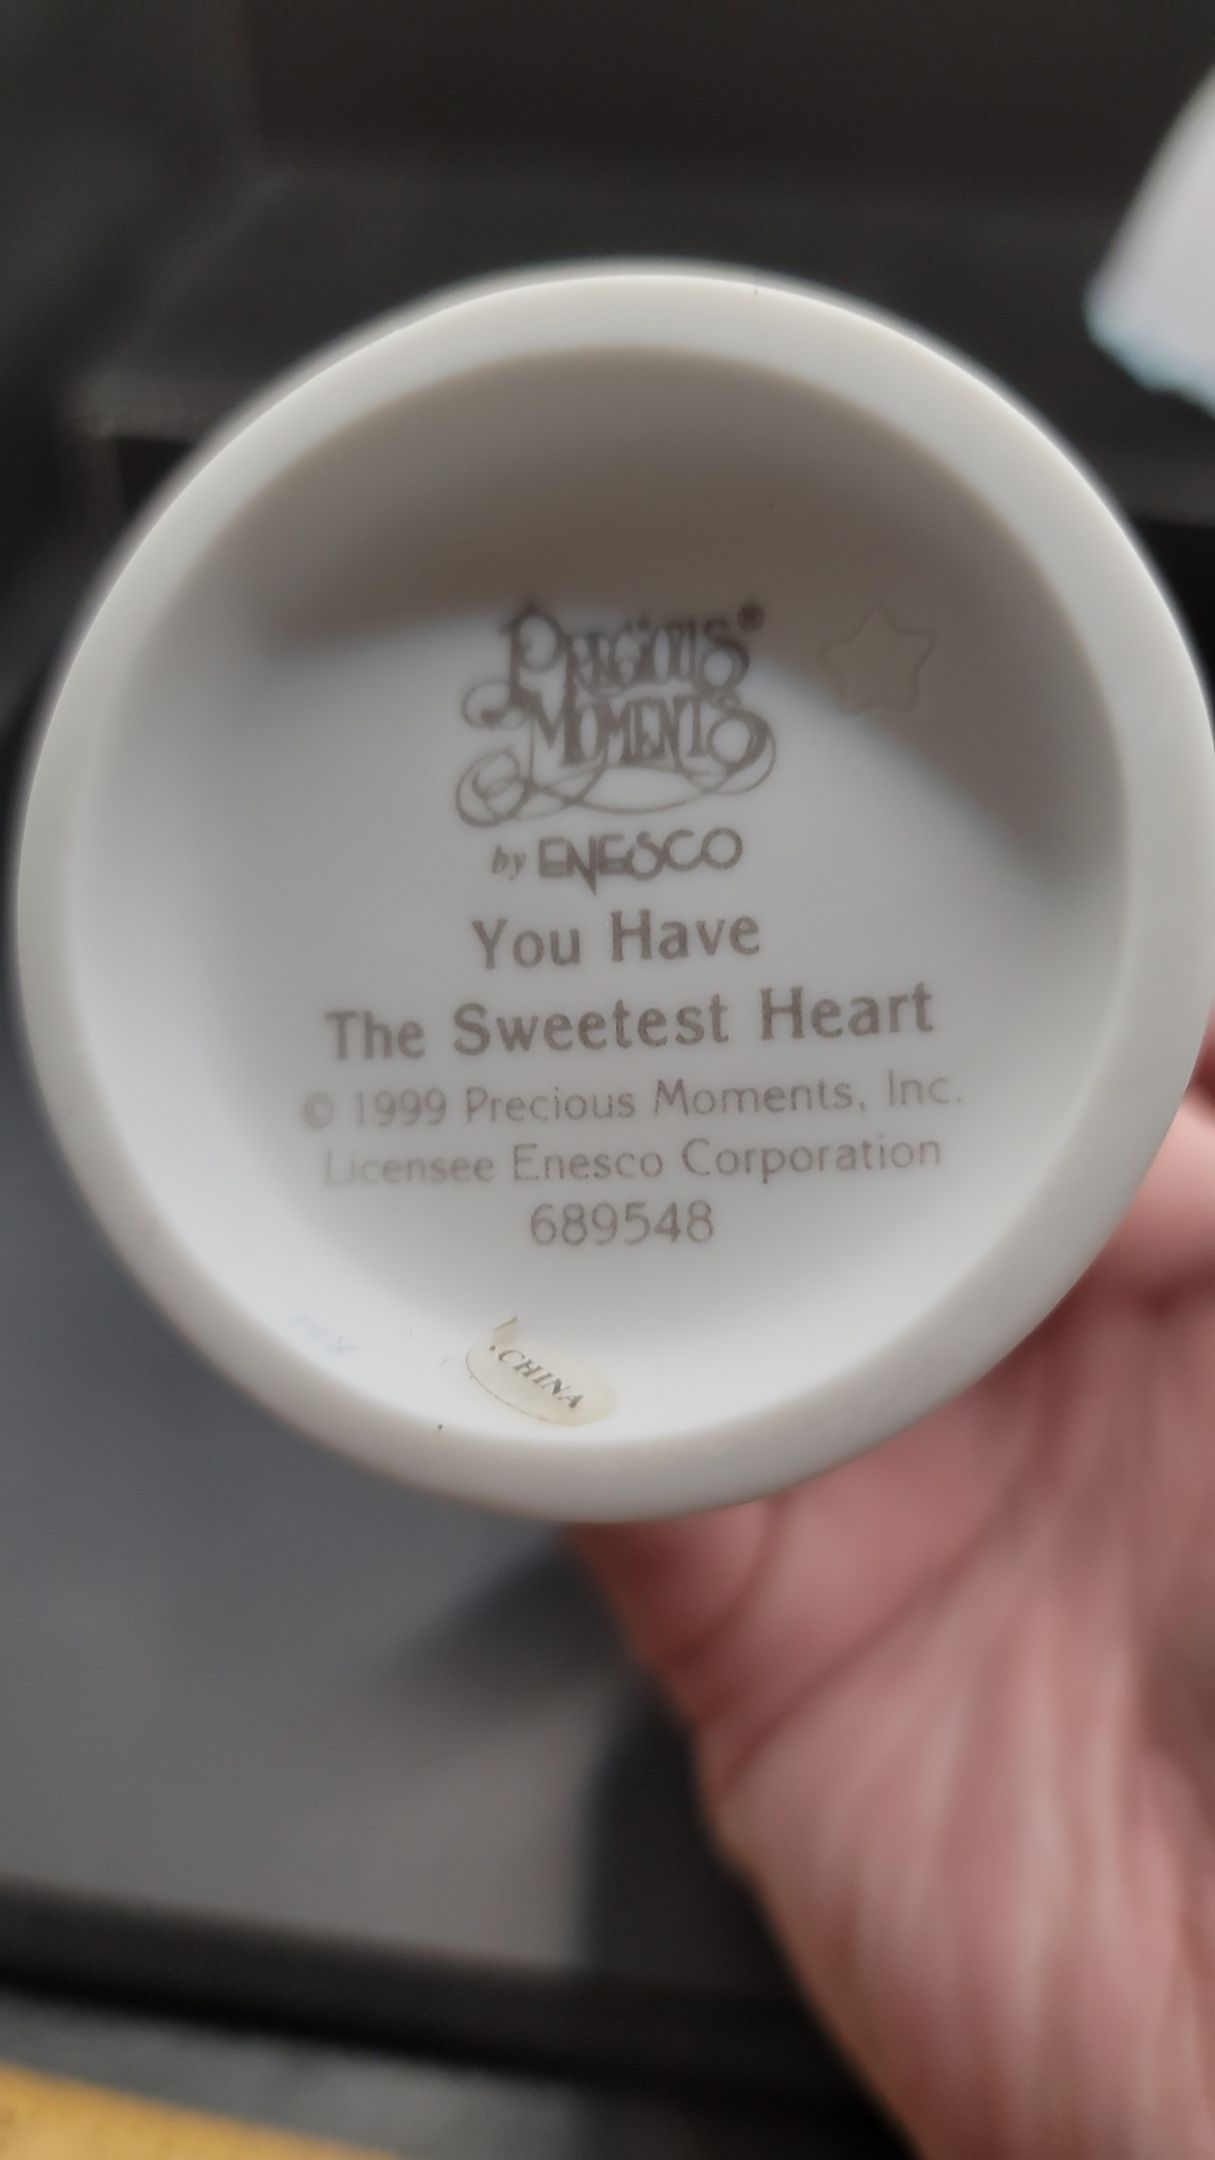 PRECIOUS®
MOMENTS
by ENESCO
You Have
The Sweetest Heart
© 1999 Precious Moments, Inc.
Licensee Enesco Corporation
689548
CHINA